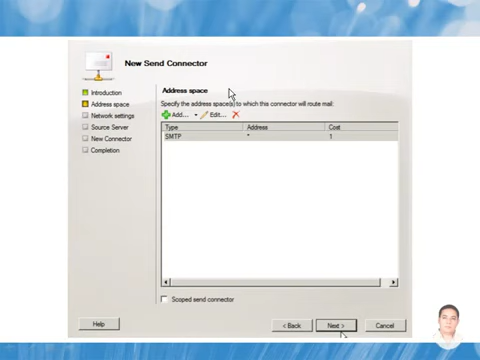 New Send Connector
Introduction
Address space
Network settings
Source Server
New Connector
Completion
Address space
Specify the address space(s) to which this connector will route mail:
Add... Edit...
Type Address Cost
SMTP * 1
Scoped send connector
Help < Back Next > Cancel